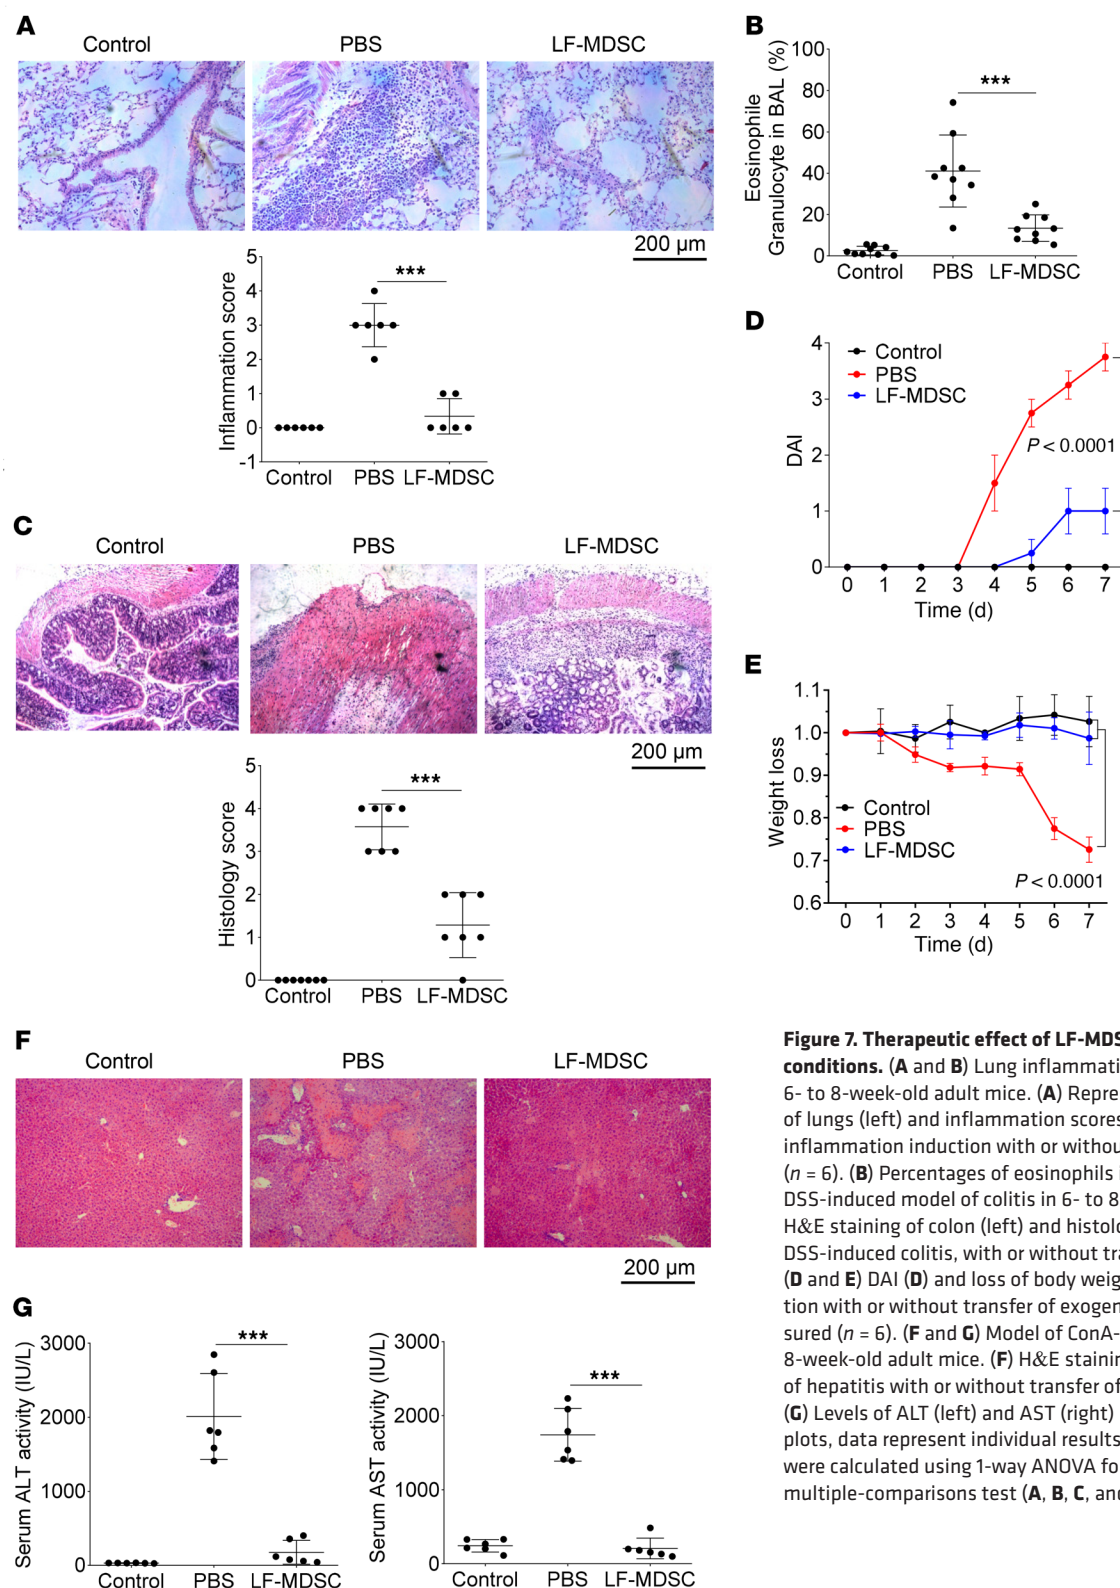 A
Control
PBS
LF-MDSC
200 µm
Inflammation score
5
4
3
2
1
0
-1
Control
PBS
LF-MDSC
***
B
Eosinophile
Granulocyte in BAL (%)
100
80
60
40
20
0
Control
PBS
LF-MDSC
***
C
Control
PBS
LF-MDSC
200 µm
Histology score
5
4
3
2
1
0
Control
PBS
LF-MDSC
***
D
DAI
4
3
2
1
0
Control
PBS
LF-MDSC
P < 0.0001
0 1 2 3 4 5 6 7
Time (d)
E
Weight loss
1.1
1.0
0.9
0.8
0.7
0.6
Control
PBS
LF-MDSC
P < 0.0001
0 1 2 3 4 5 6 7
Time (d)
F
Control
PBS
LF-MDSC
200 µm
G
Serum ALT activity (IU/L)
3000
2000
1000
0
Control
PBS
LF-MDSC
***
Serum AST activity (IU/L)
3000
2000
1000
0
Control
PBS
LF-MDSC
***
Figure 7. Therapeutic effect of LF-MDS
conditions. (A and B) Lung inflammati
6- to 8-week-old adult mice. (A) Repre
of lungs (left) and inflammation scores
inflammation induction with or withou
(n = 6). (B) Percentages of eosinophils i
DSS-induced model of colitis in 6- to 8
H&E staining of colon (left) and histolo
DSS-induced colitis, with or without tra
(D and E) DAI (D) and loss of body weig
tion with or without transfer of exogen
sured (n = 6). (F and G) Model of ConA-
8-week-old adult mice. (F) H&E stainin
of hepatitis with or without transfer of
(G) Levels of ALT (left) and AST (right)
plots, data represent individual results
were calculated using 1-way ANOVA fo
multiple-comparisons test (A, B, C, and